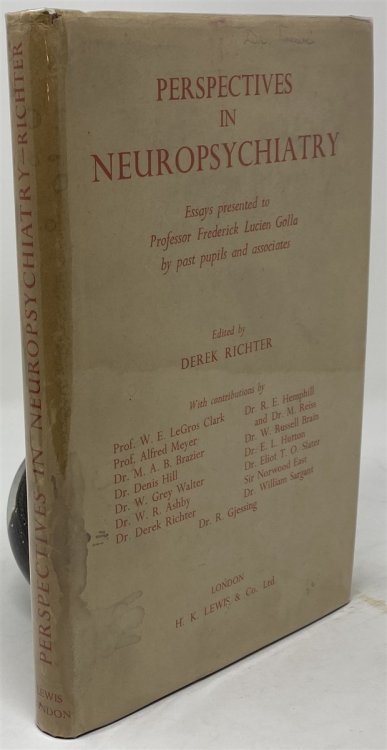 PERSPECTIVES
IN
NEUROPSYCHIATRY
Essays presented to
Professor Frederick Lucien Golla
by past pupils and associates
Edited by
DEREK RICHTER
With contributions by
Prof. W. E. LeGros Clark
Prof. Alfred Meyer
Dr. M. A. B. Brazier
Dr. Denis Hill
Dr. W. Grey Walter
Dr. W. R. Ashby
Dr. Derek Richter
Dr. R. E. Hemphill
and Dr. M. Reiss
Dr. W. Russell Brain
Dr. E. L. Hutton
Dr. Eliot T. O. Slater
Sir Norwood East
Dr. William Sargant
Dr. R. Gjessing
LONDON
H. K. LEWIS & Co. Ltd.
PERSPECTIVES IN NEUROPSYCHIATRY—RICHTER
LEWIS
LONDON